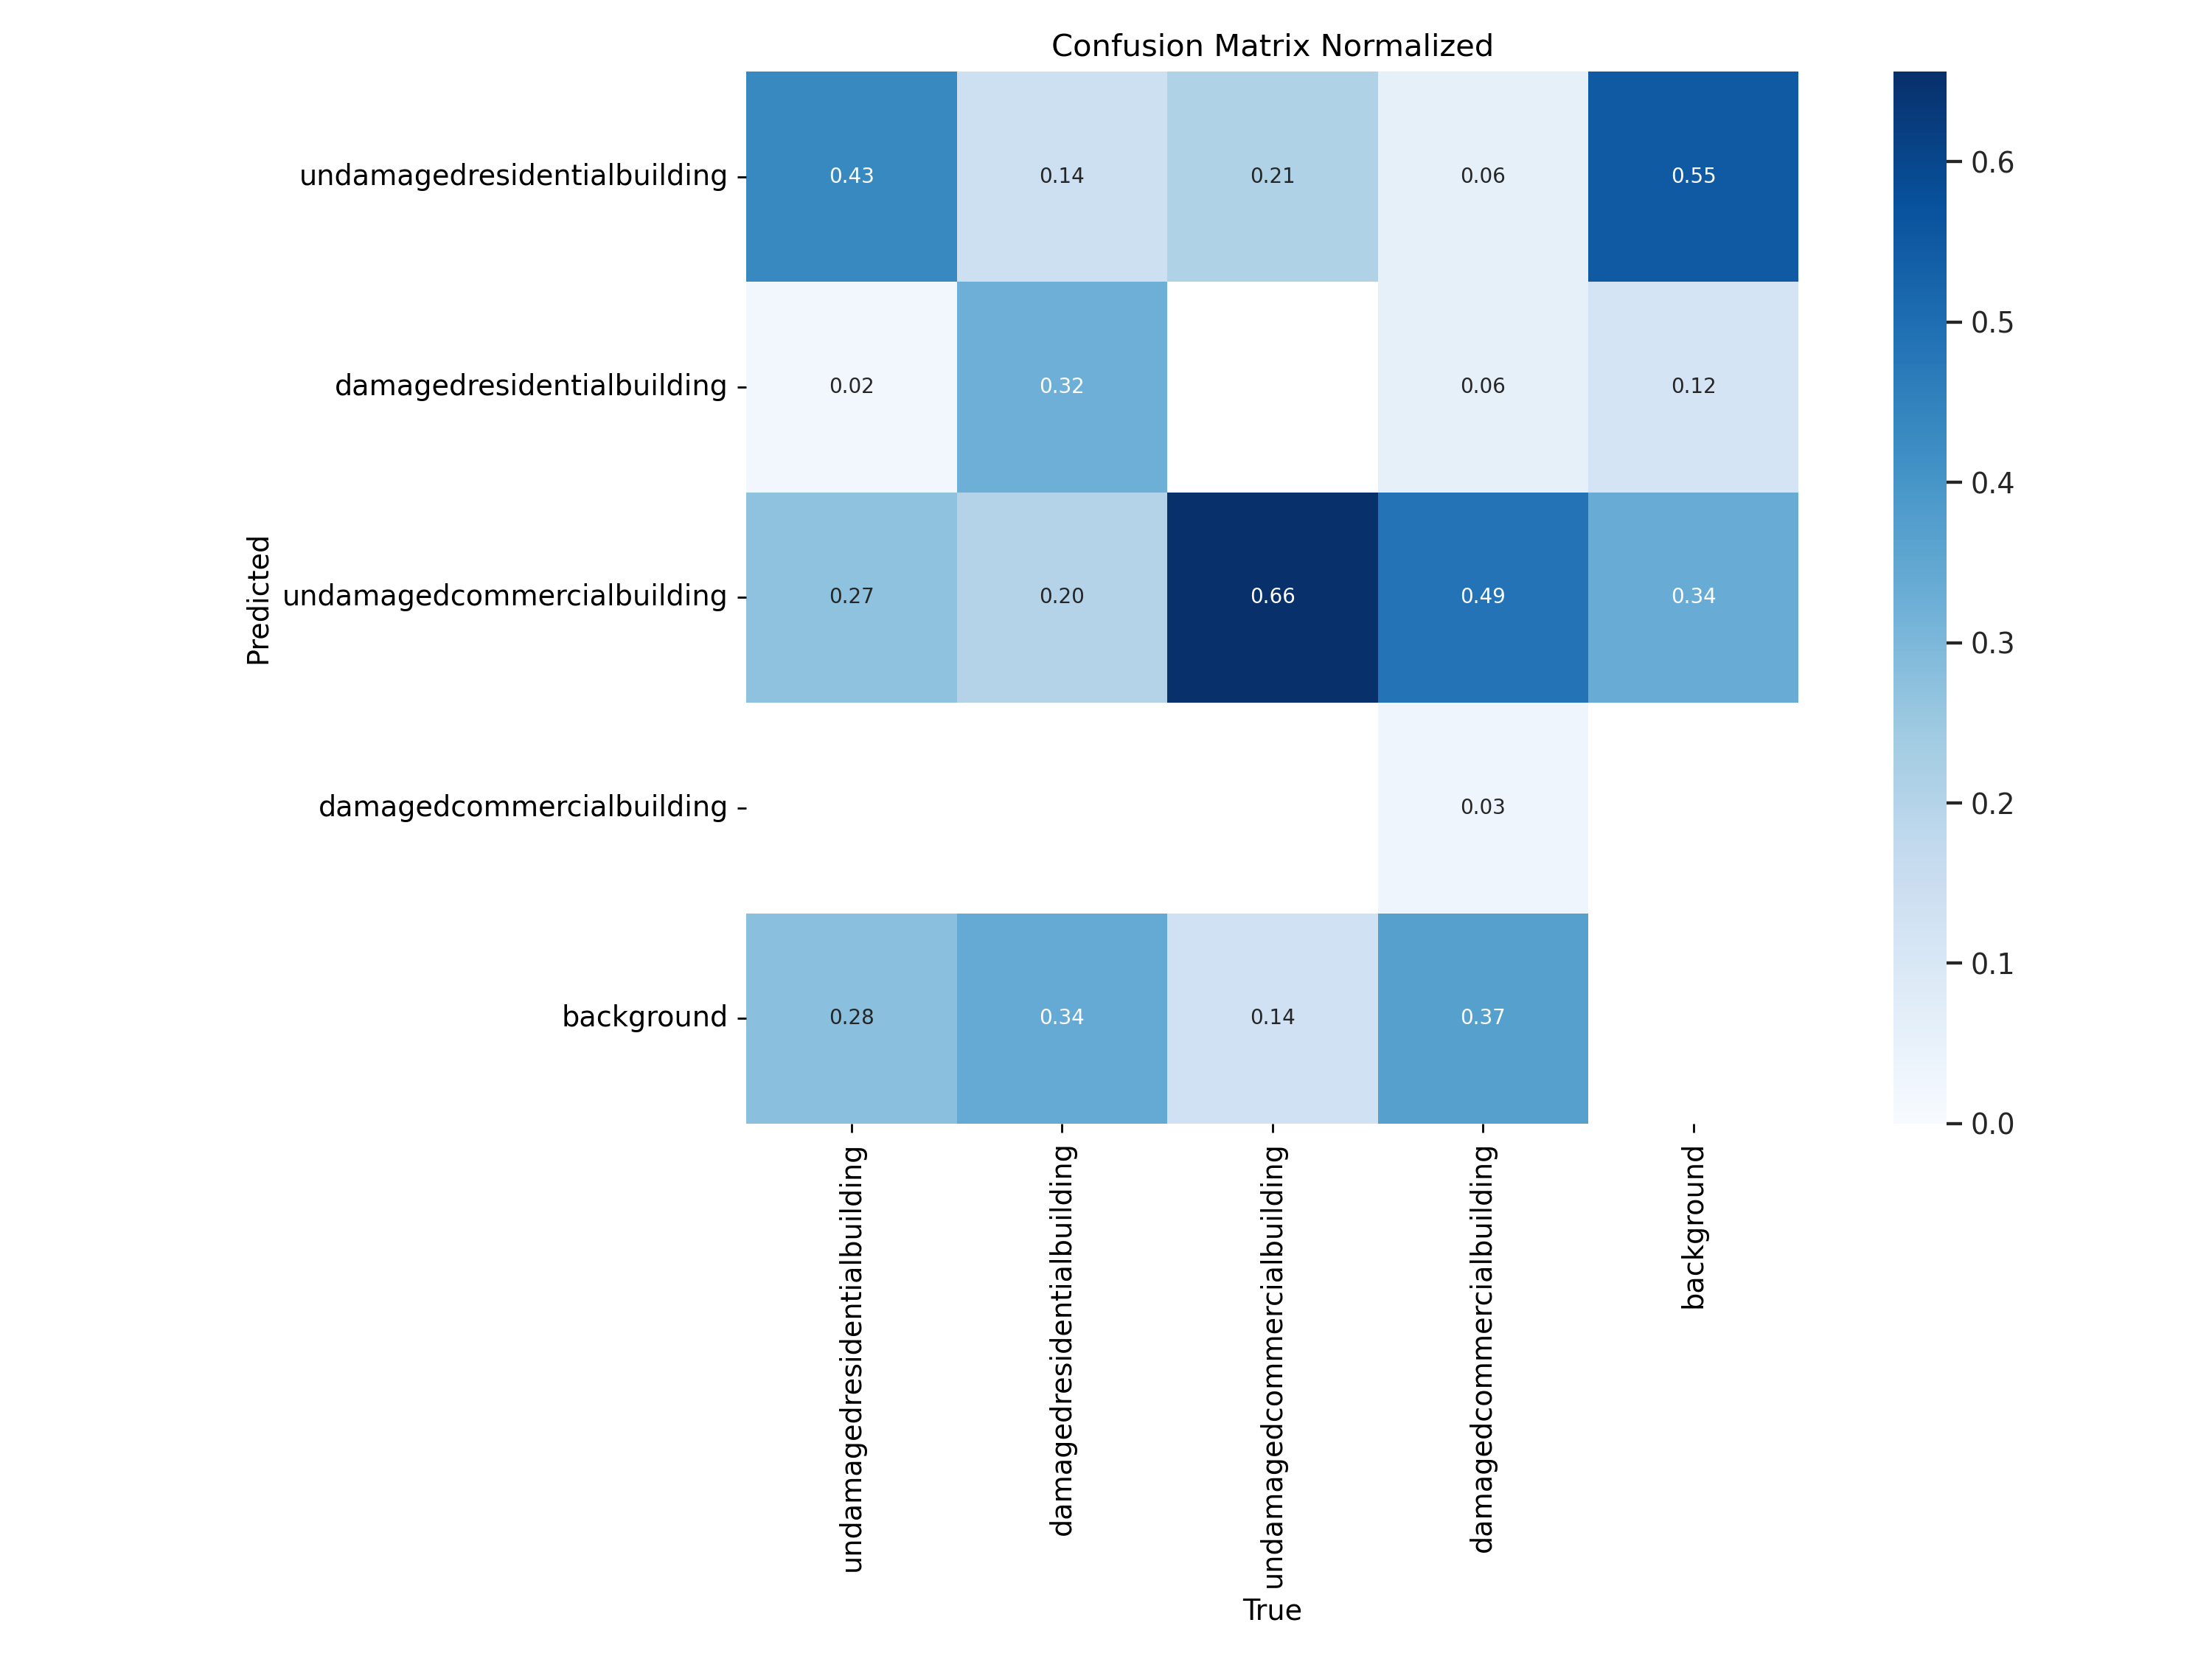 Confusion Matrix Normalized
undamagedresidentialbuilding
0.43 0.14 0.21 0.06 0.55
damagedresidentialbuilding
0.02 0.32 0.06 0.12
undamagedcommercialbuilding
0.27 0.20 0.66 0.49 0.34
damagedcommercialbuilding
0.03
background
0.28 0.34 0.14 0.37
Predicted
undamagedresidentialbuilding
damagedresidentialbuilding
undamagedcommercialbuilding
damagedcommercialbuilding
background
True
0.6
0.5
0.4
0.3
0.2
0.1
0.0